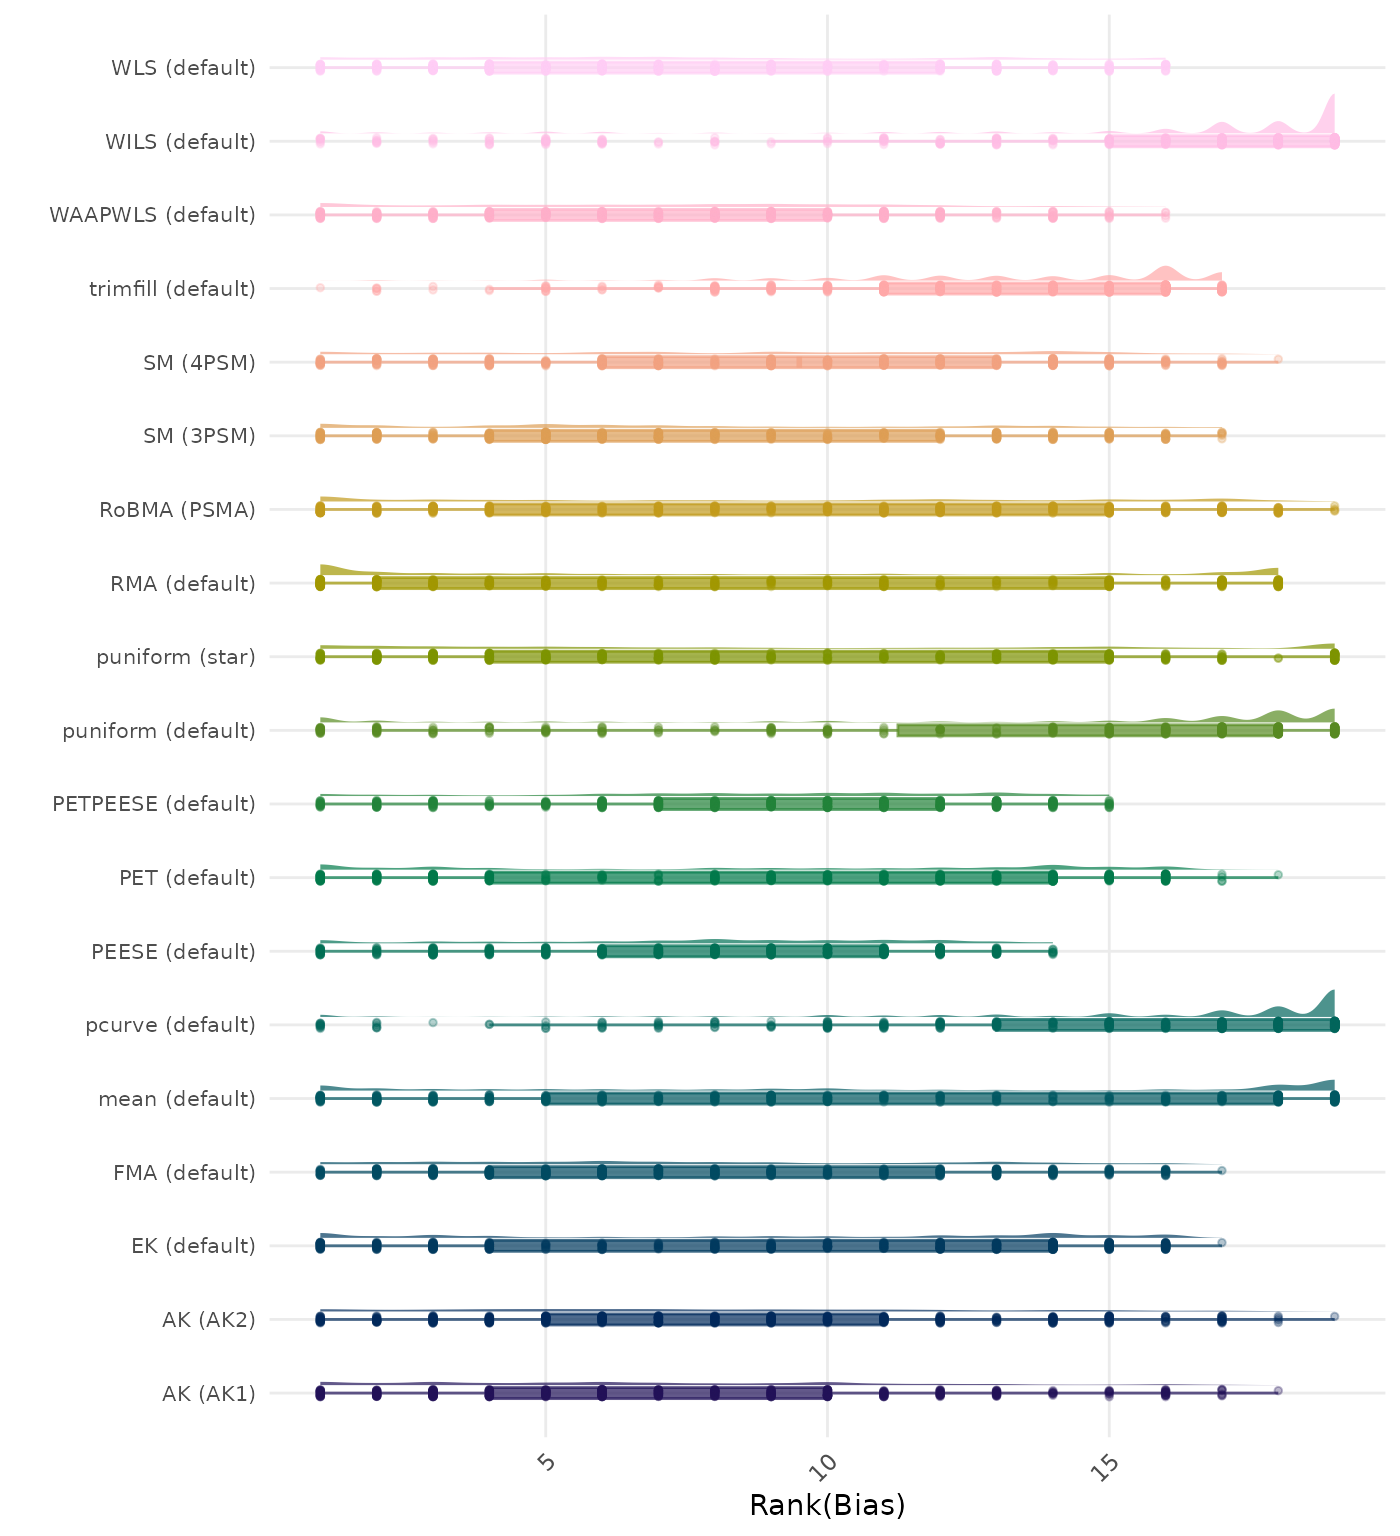 WLS (default)
WILS (default)
WAAPWLS (default)
trimfill (default)
SM (4PSM)
SM (3PSM)
RoBMA (PSMA)
RMA (default)
puniform (star)
puniform (default)
PETPEESE (default)
PET (default)
PEESE (default)
pcurve (default)
mean (default)
FMA (default)
EK (default)
AK (AK2)
AK (AK1)
5
10
15
Rank(Bias)